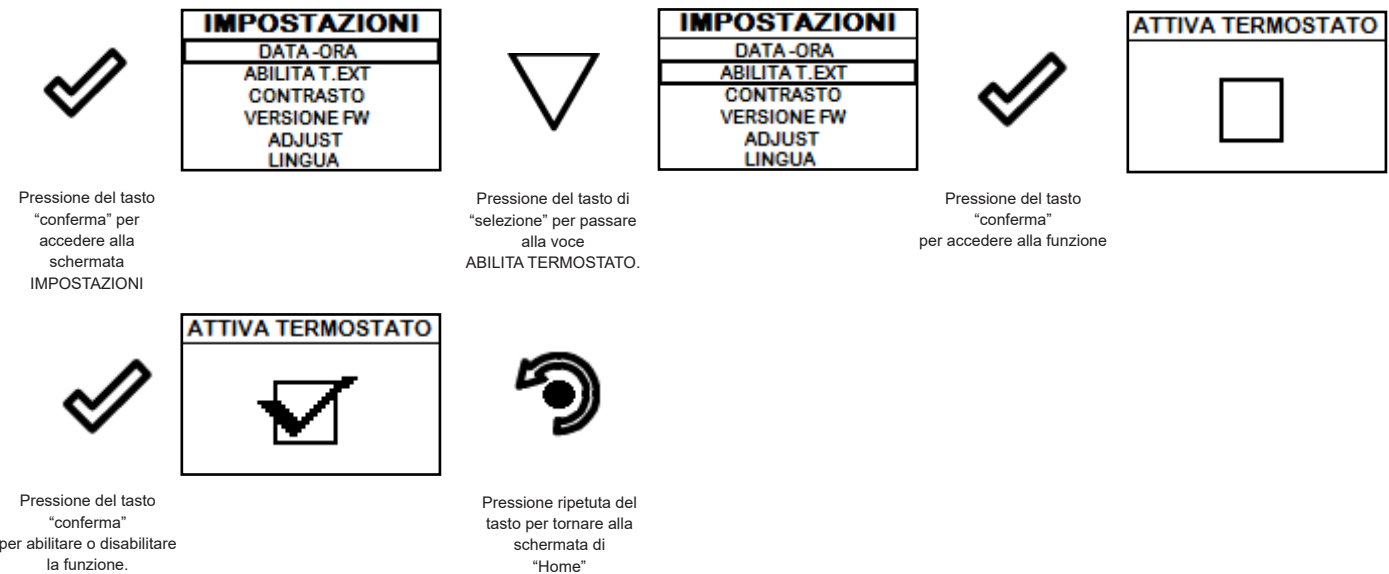 IMPOSTAZIONI
DATA-ORA
ABILITA T.EXT
CONTRASTO
VERSIONE FW
ADJUST
LINGUA
Pressione del tasto
“conferma” per
accedere alla
schermata
IMPOSTAZIONI
IMPOSTAZIONI
DATA-ORA
ABILITA T.EXT
CONTRASTO
VERSIONE FW
ADJUST
LINGUA
Pressione del tasto di
“selezione” per passare
alla voce
ABILITA TERMOSTATO.
ATTIVA TERMOSTATO
Pressione del tasto
“conferma”
per accedere alla funzione
ATTIVA TERMOSTATO
Pressione del tasto
“conferma”
per abilitare o disabilitare
la funzione.
Pressione ripetuta del
tasto per tornare alla
schermata di
“Home”